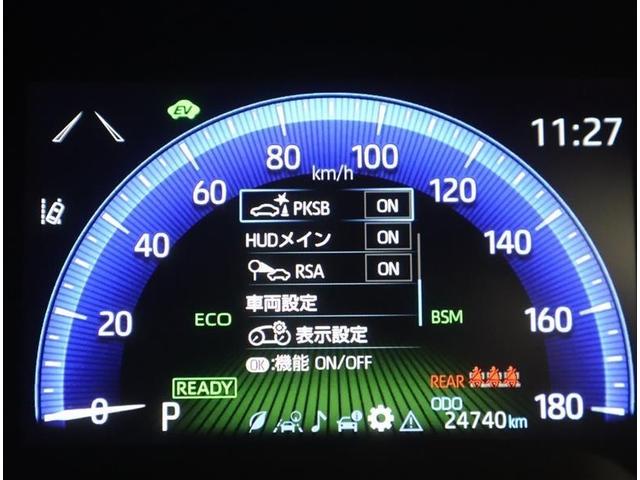 EV
11:27
80
100
km/h
60
120
PKSB ON
HUDメイン ON
RSA ON
40
140
車両設定
20
ECO
BSM
160
表示設定
OK:機能 ON/OFF
READY
REAR
0
P
ODO
24740km
180